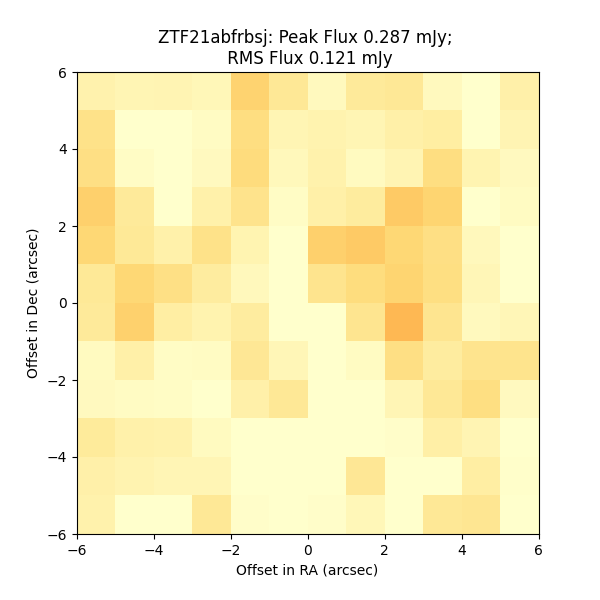 ZTF21abfrbsj: Peak Flux 0.287 mJy;
RMS Flux 0.121 mJy
6
4
2
0
−2
−4
−6
Offset in Dec (arcsec)
−6 −4 −2 0 2 4 6
Offset in RA (arcsec)